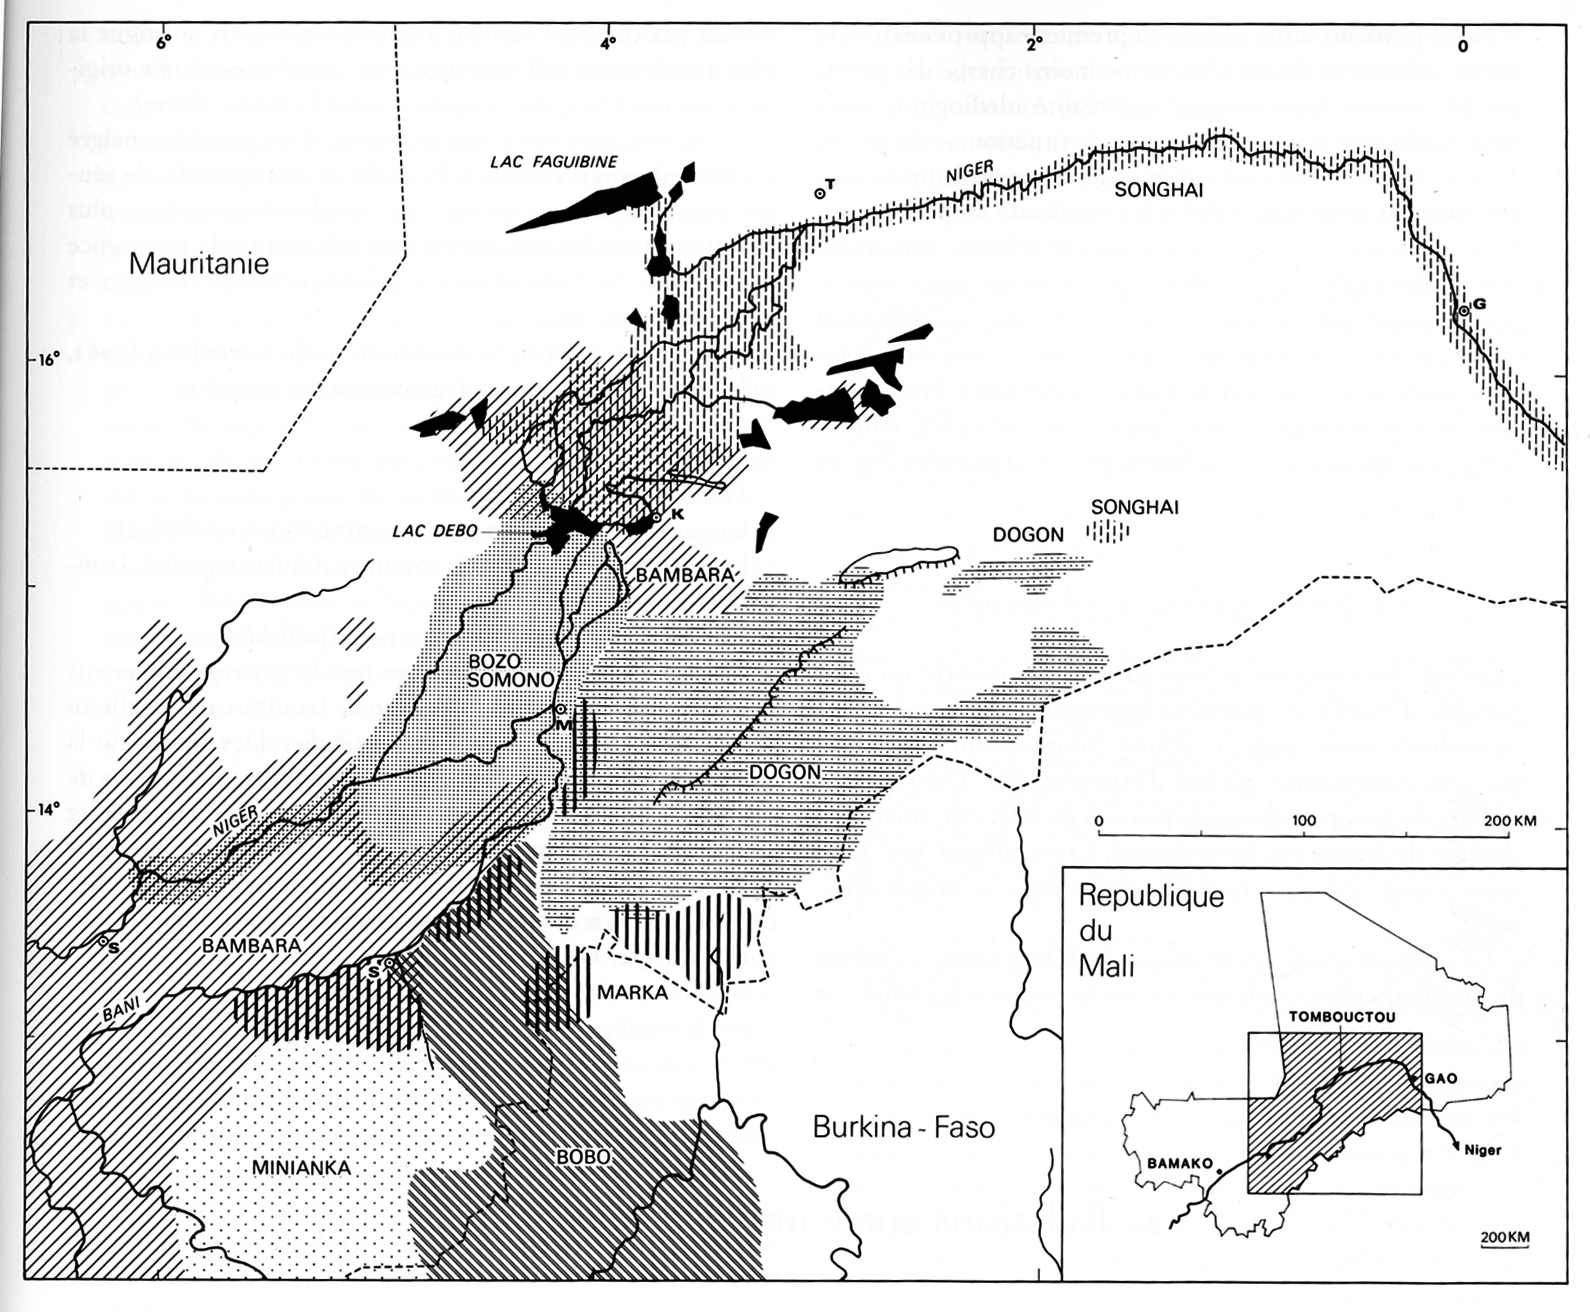 6°
4°
2°
0
LAC FAGUIBINE
T
NIGER
SONGHAI
Mauritanie
G
16°
K
LAC DEBO
SONGHAI
DOGON
BAMBARA
BOZO
SOMONO
M
DOGON
14°
NIGER
0
100
200 KM
Republique
du
Mali
S
BAMBARA
S
MARKA
BANI
TOMBOUCTOU
GAO
Burkina - Faso
MINIANKA
BOBO
Niger
BAMAKO
200 KM